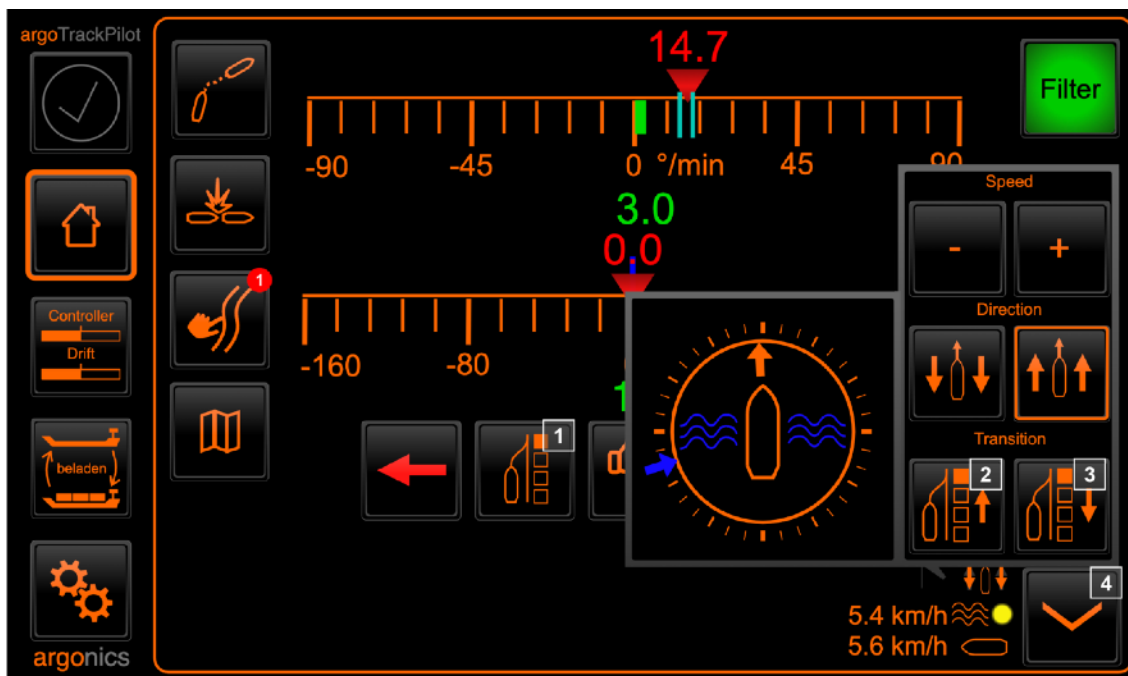 argoTrackPilot
14.7
Filter
-90 -45 0 °/min 45 90
Speed
- +
3.0
0.0
1
Controller
Drift
Direction
-160 -80
beladen
1
Transition
2 3
4
5.4 km/h
5.6 km/h
argonics